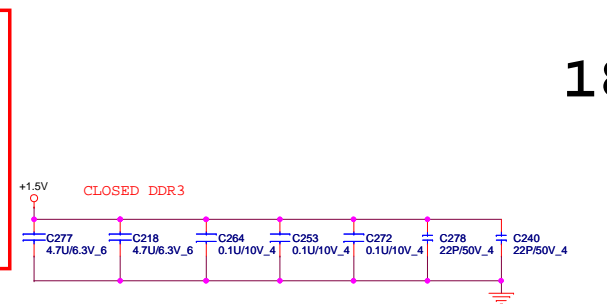 18
+1.5V
CLOSED DDR3
C277
4.7U/6.3V_6
C218
4.7U/6.3V_6
C264
0.1U/10V_4
C253
0.1U/10V_4
C272
0.1U/10V_4
C278
22P/50V_4
C240
22P/50V_4